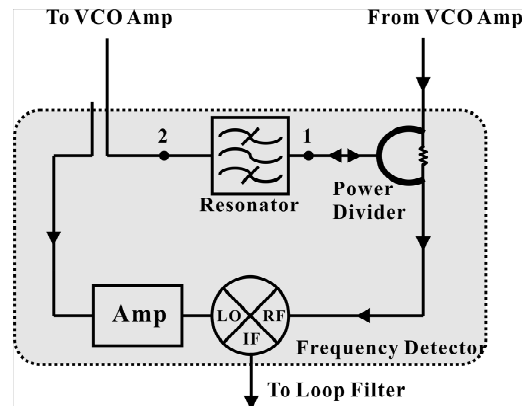 To VCO Amp
From VCO Amp
2
1
Resonator
Power
Divider
Amp
LO
RF
IF
Frequency Detector
To Loop Filter